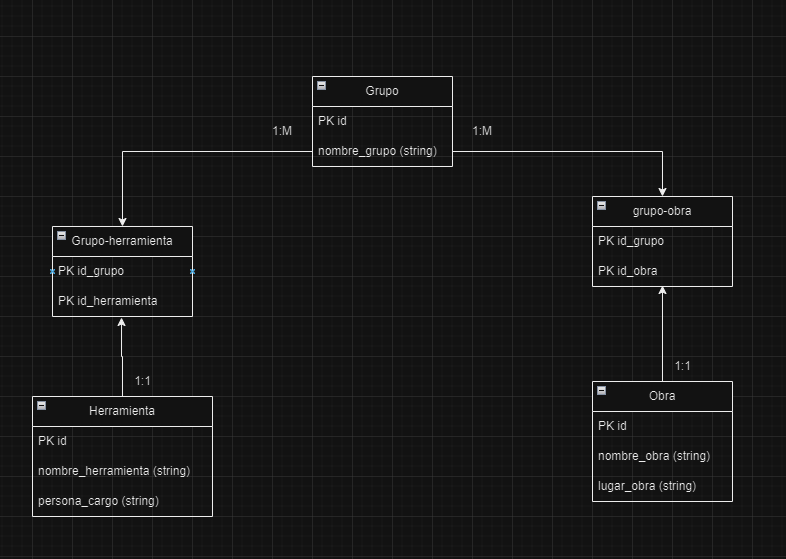 Grupo
PK id
nombre_grupo (string)
1:M
1:M
Grupo-herramienta
PK id_grupo
PK id_herramienta
grupo-obra
PK id_grupo
PK id_obra
1:1
1:1
Herramienta
PK id
nombre_herramienta (string)
persona_cargo (string)
Obra
PK id
nombre_obra (string)
lugar_obra (string)